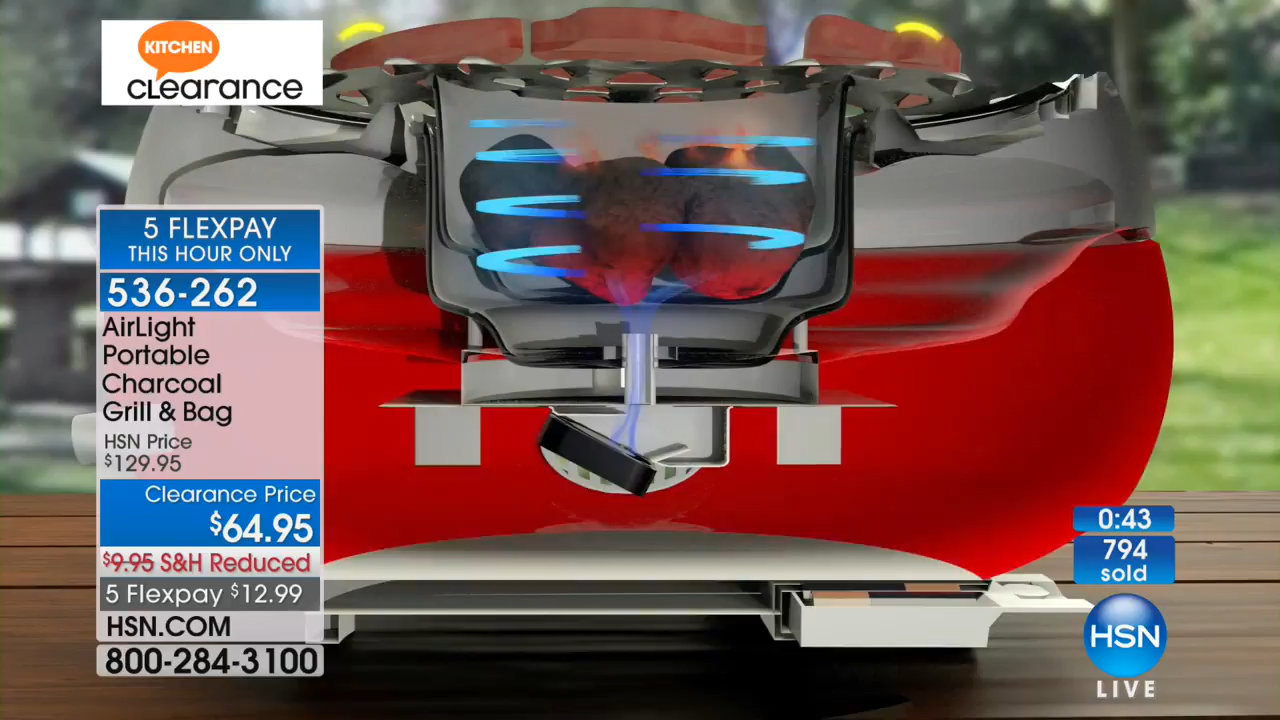 KITCHEN
CLearance
5 FLEXPAY
THIS HOUR ONLY
536-262
AirLight
Portable
Charcoal
Grill & Bag
HSN Price
$129.95
Clearance Price
$64.95
$9.95 S&H Reduced
5 Flexpay $12.99
HSN.COM
800-284-3100
0:43
794
sold
HSN
LIVE